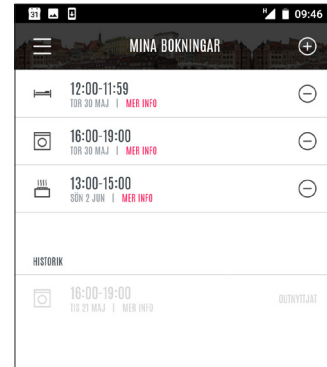 31 H 09:46
MINA BOKNINGAR
12:00-11:59
TOR 30 MAJ | MER INFO
16:00-19:00
TOR 30 MAJ | MER INFO
13:00-15:00
SÖN 2 JUN | MER INFO
HISTORIK
16:00-19:00
TIS 21 MAJ | MER INFO
OUTNYTTJAT